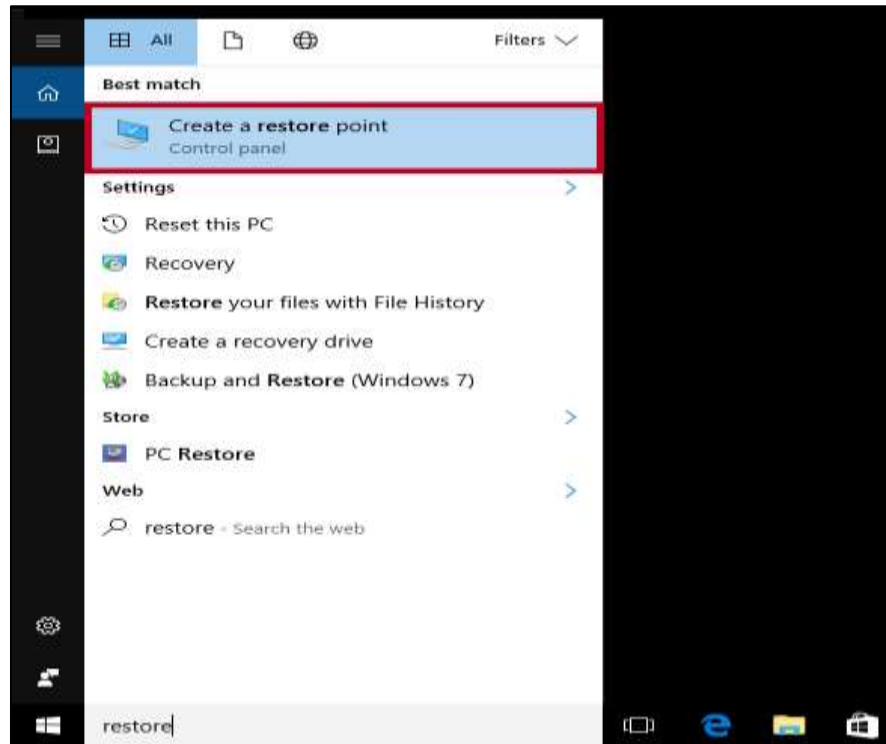 All
Filters
Best match
Create a restore point
Control panel
Settings
Reset this PC
Recovery
Restore your files with File History
Create a recovery drive
Backup and Restore (Windows 7)
Store
PC Restore
Web
restore - Search the web
restore